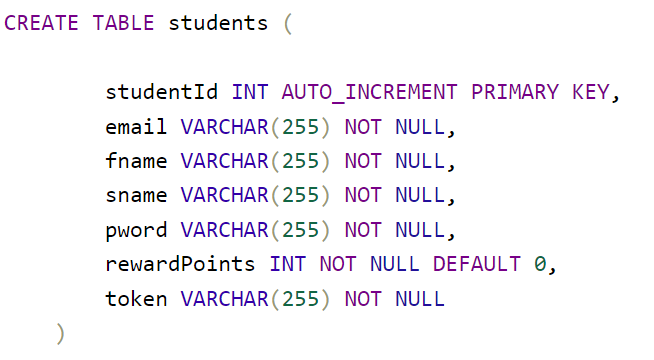 CREATE TABLE students (
studentId INT AUTO_INCREMENT PRIMARY KEY,
email VARCHAR(255) NOT NULL,
fname VARCHAR(255) NOT NULL,
sname VARCHAR(255) NOT NULL,
pword VARCHAR(255) NOT NULL,
rewardPoints INT NOT NULL DEFAULT 0,
token VARCHAR(255) NOT NULL
)